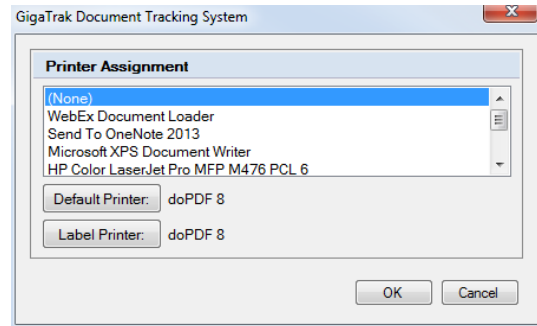 GigaTrak Document Tracking System
Printer Assignment
(None)
WebEx Document Loader
Send To OneNote 2013
Microsoft XPS Document Writer
HP Color LaserJet Pro MFP M476 PCL 6
Default Printer: doPDF 8
Label Printer: doPDF 8
OK Cancel